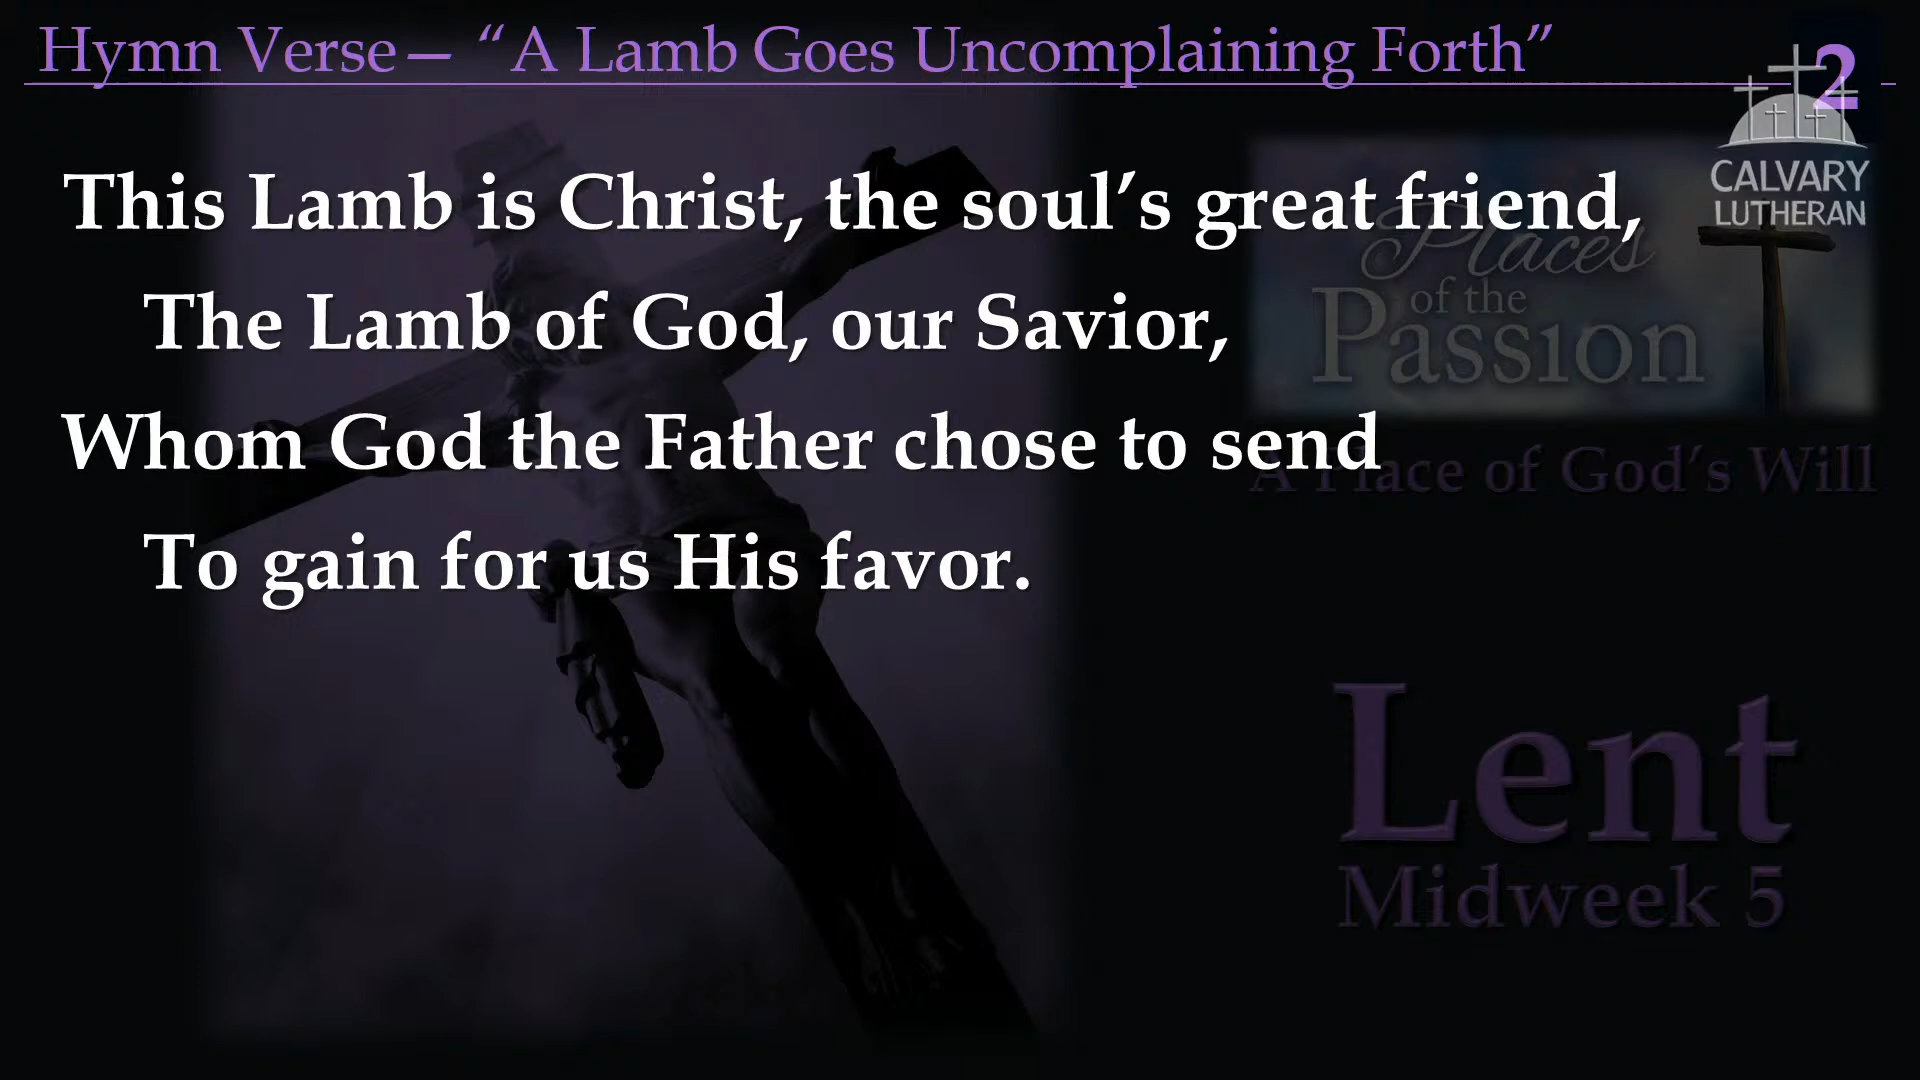 Hymn Verse— “A Lamb Goes Uncomplaining Forth”
2
This Lamb is Christ, the soul’s great friend,
The Lamb of God, our Savior,
Whom God the Father chose to send
To gain for us His favor.
CALVARY
LUTHERAN
Places
of the
Passion
A Place of God’s Will
Lent
Midweek 5